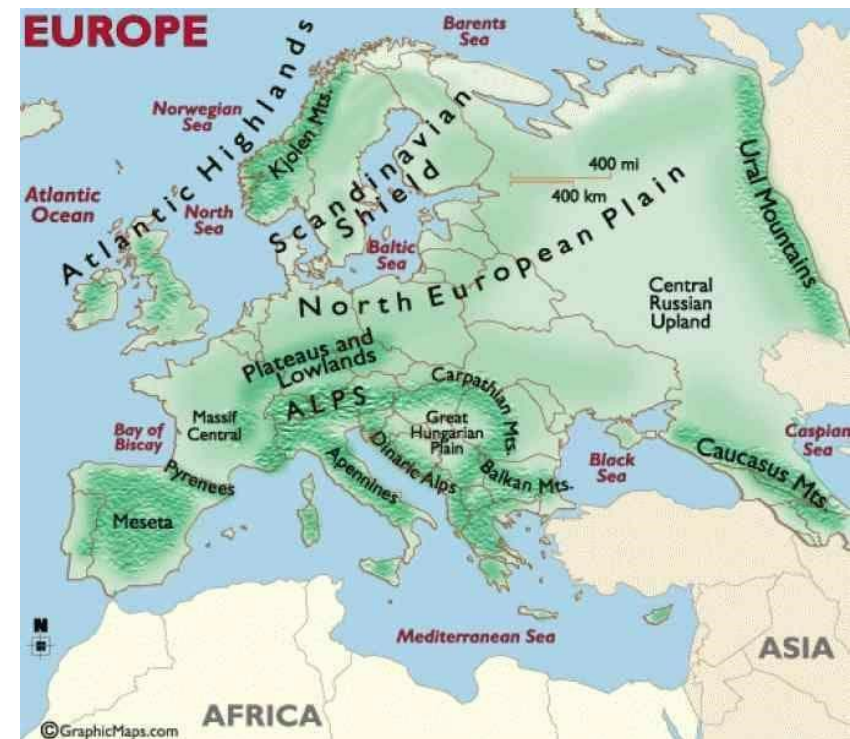 EUROPE
Barents
Sea
Norwegian
Sea
Atlantic Highlands
Kjolen Mts.
Scandinavian
Shield
Atlantic
Ocean
North
Sea
Baltic
Sea
400 mi
400 km
Ural Mountains
North European Plain
Central
Russian
Upland
Plateaus and
Lowlands
ALPS
Carpathian Mts.
Massif
Central
Great
Hungarian
Plain
Bay of
Biscay
Pyrenees
Apennines
Dinaric Alps
Balkan Mts.
Black
Sea
Caucasus Mts.
Caspian
Sea
Meseta
N
Mediterranean Sea
ASIA
AFRICA
©GraphicMaps.com